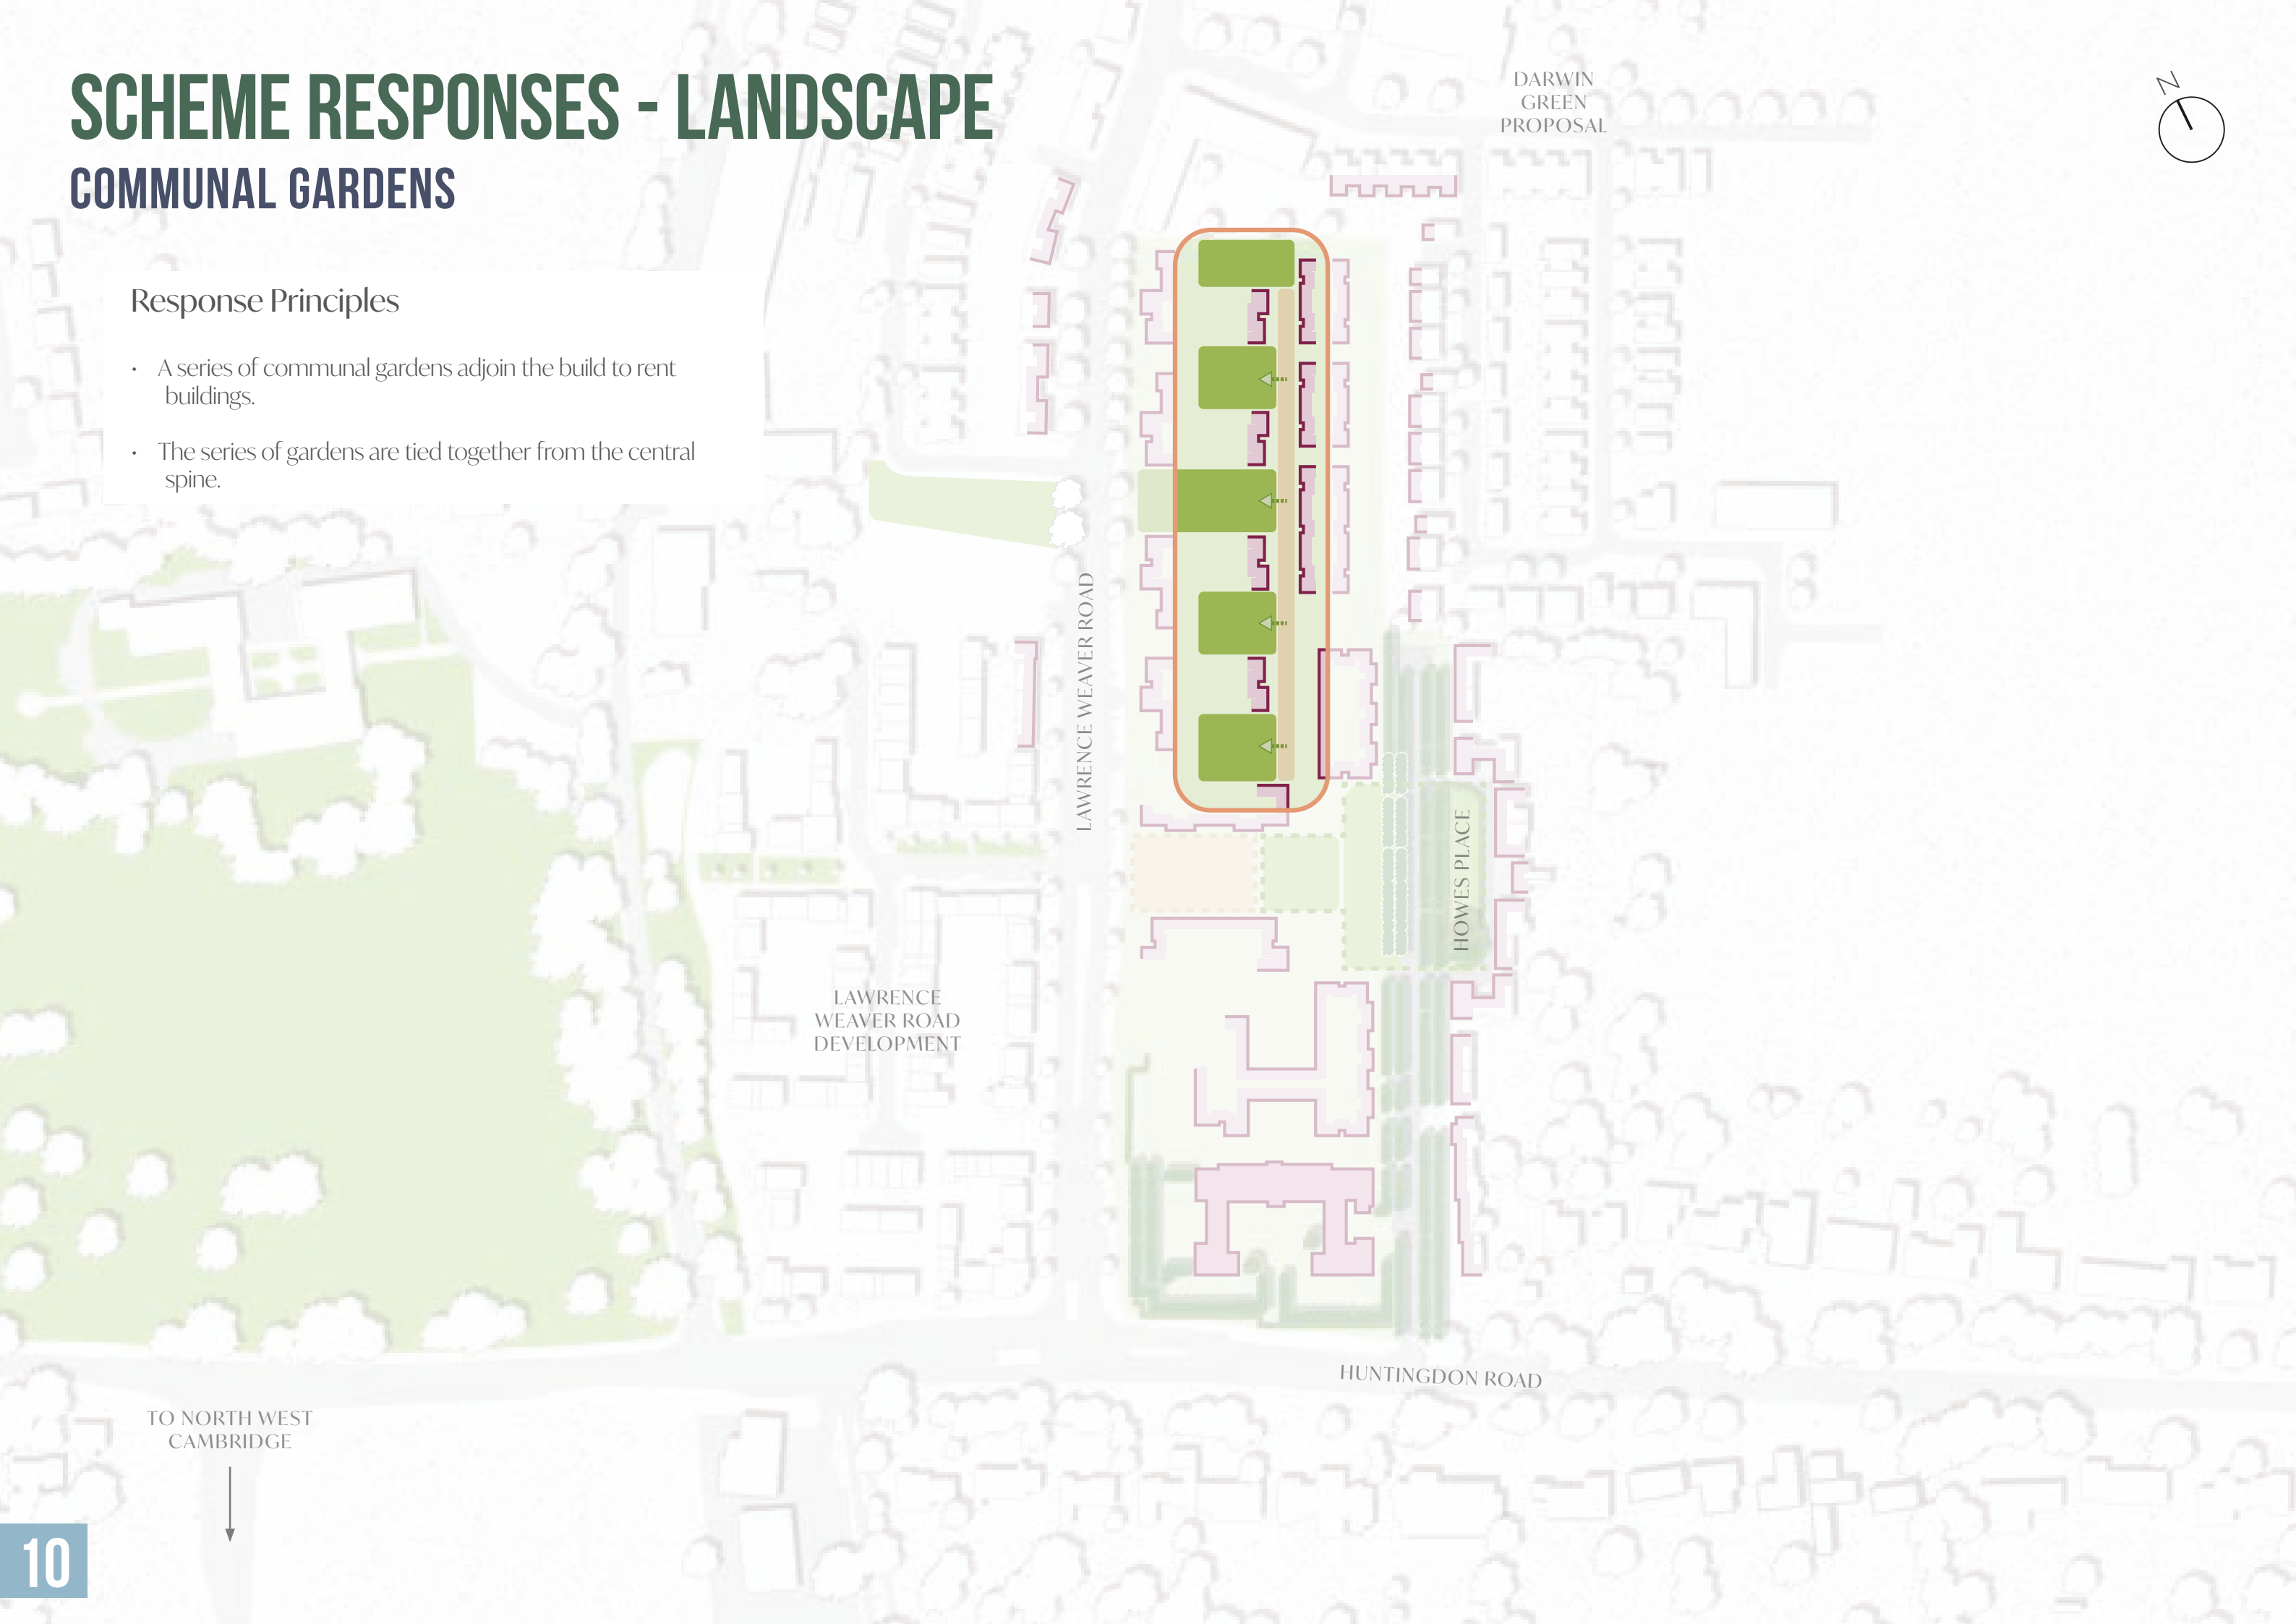 SCHEME RESPONSES - LANDSCAPE
COMMUNAL GARDENS
Response Principles
• A series of communal gardens adjoin the build to rent
buildings.
• The series of gardens are tied together from the central
spine.
DARWIN
GREEN
PROPOSAL
N
LAWRENCE WEAVER ROAD
HOWES PLACE
LAWRENCE
WEAVER ROAD
DEVELOPMENT
HUNTINGDON ROAD
TO NORTH WEST
CAMBRIDGE
10